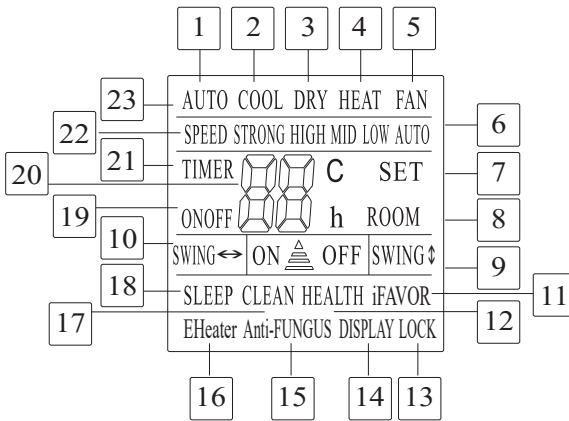 1 2 3 4 5
23 AUTO COOL DRY HEAT FAN
22 SPEED STRONG HIGH MID LOW AUTO 6
21 TIMER 88 C SET 7
20
19 ONOFF h ROOM 8
10 SWING↔ ON OFF SWING↕ 9
18 SLEEP CLEAN HEALTH iFAVOR 11
17 12
EHeater Anti-FUNGUS DISPLAY LOCK
16 15 14 13